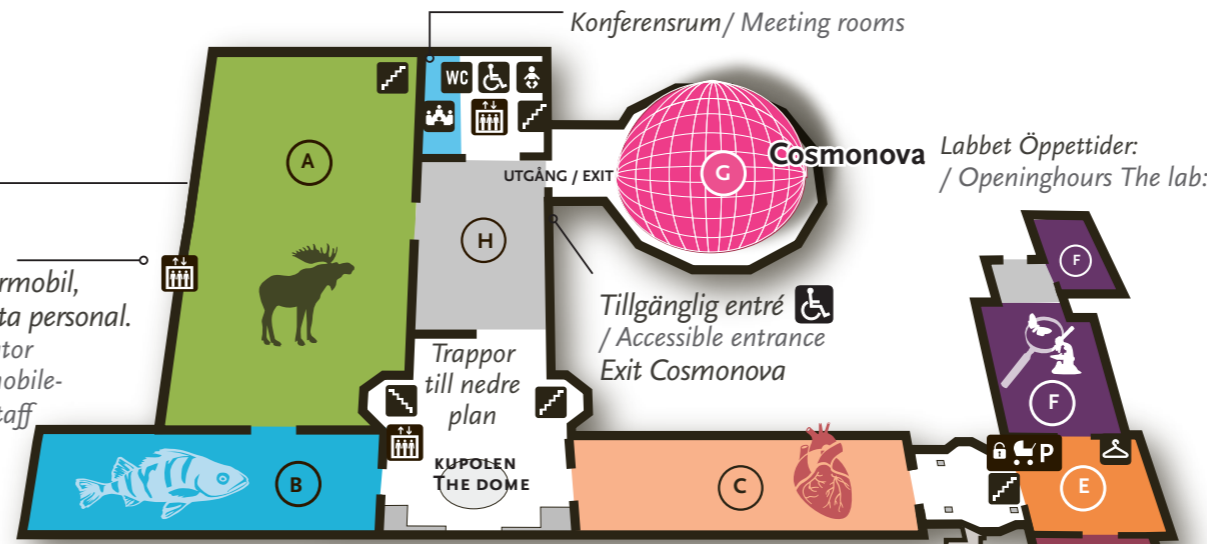 Konferensrum / Meeting rooms
WC
A
UTGÅNG / EXIT
G
Cosmonova
Labbet Öppettider:
/ Openinghours The lab:
H
F
rmobil,
ta personal.
tor
nobile-
taff
Tillgänglig entré
/ Accessible entrance
Exit Cosmonova
Trappor
till nedre
plan
F
P
KUPOLEN
THE DOME
B
C
E